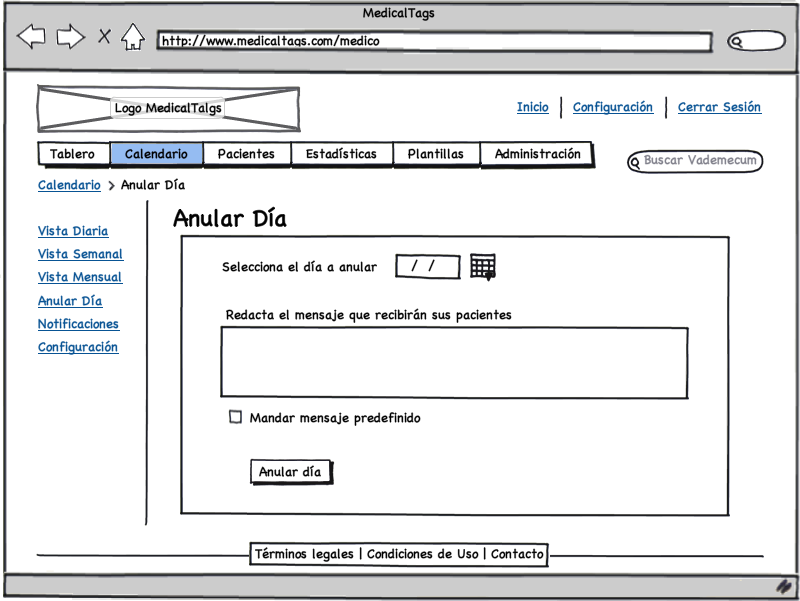 MedicalTags
http://www.medicaltags.com/medico
Logo MedicalTalgs
Inicio | Configuración | Cerrar Sesión
Tablero Calendario Pacientes Estadísticas Plantillas Administración
Buscar Vademecum
Calendario > Anular Día
Vista Diaria
Vista Semanal
Vista Mensual
Anular Día
Notificaciones
Configuración
Anular Día
Selecciona el día a anular / /
Redacta el mensaje que recibirán sus pacientes
Mandar mensaje predefinido
Anular día
Términos legales | Condiciones de Uso | Contacto